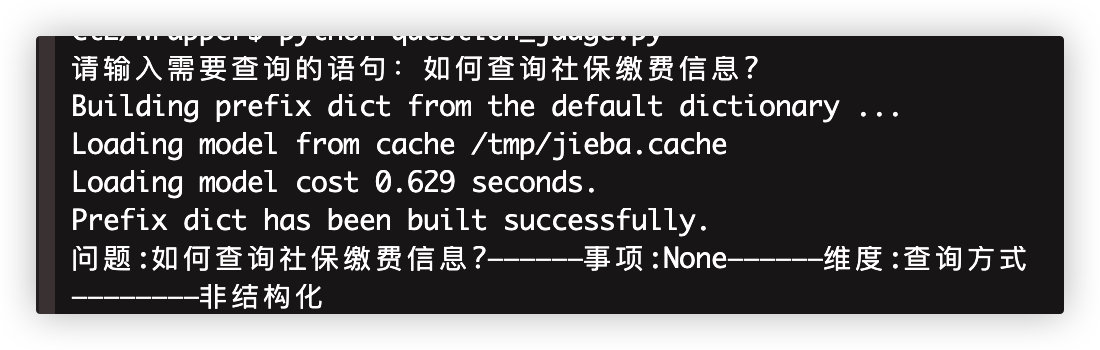 python question_judge.py
请输入需要查询的语句：如何查询社保缴费信息？
Building prefix dict from the default dictionary ...
Loading model from cache /tmp/jieba.cache
Loading model cost 0.629 seconds.
Prefix dict has been built successfully.
问题:如何查询社保缴费信息?——————事项:None——————维度:查询方式
————————非结构化